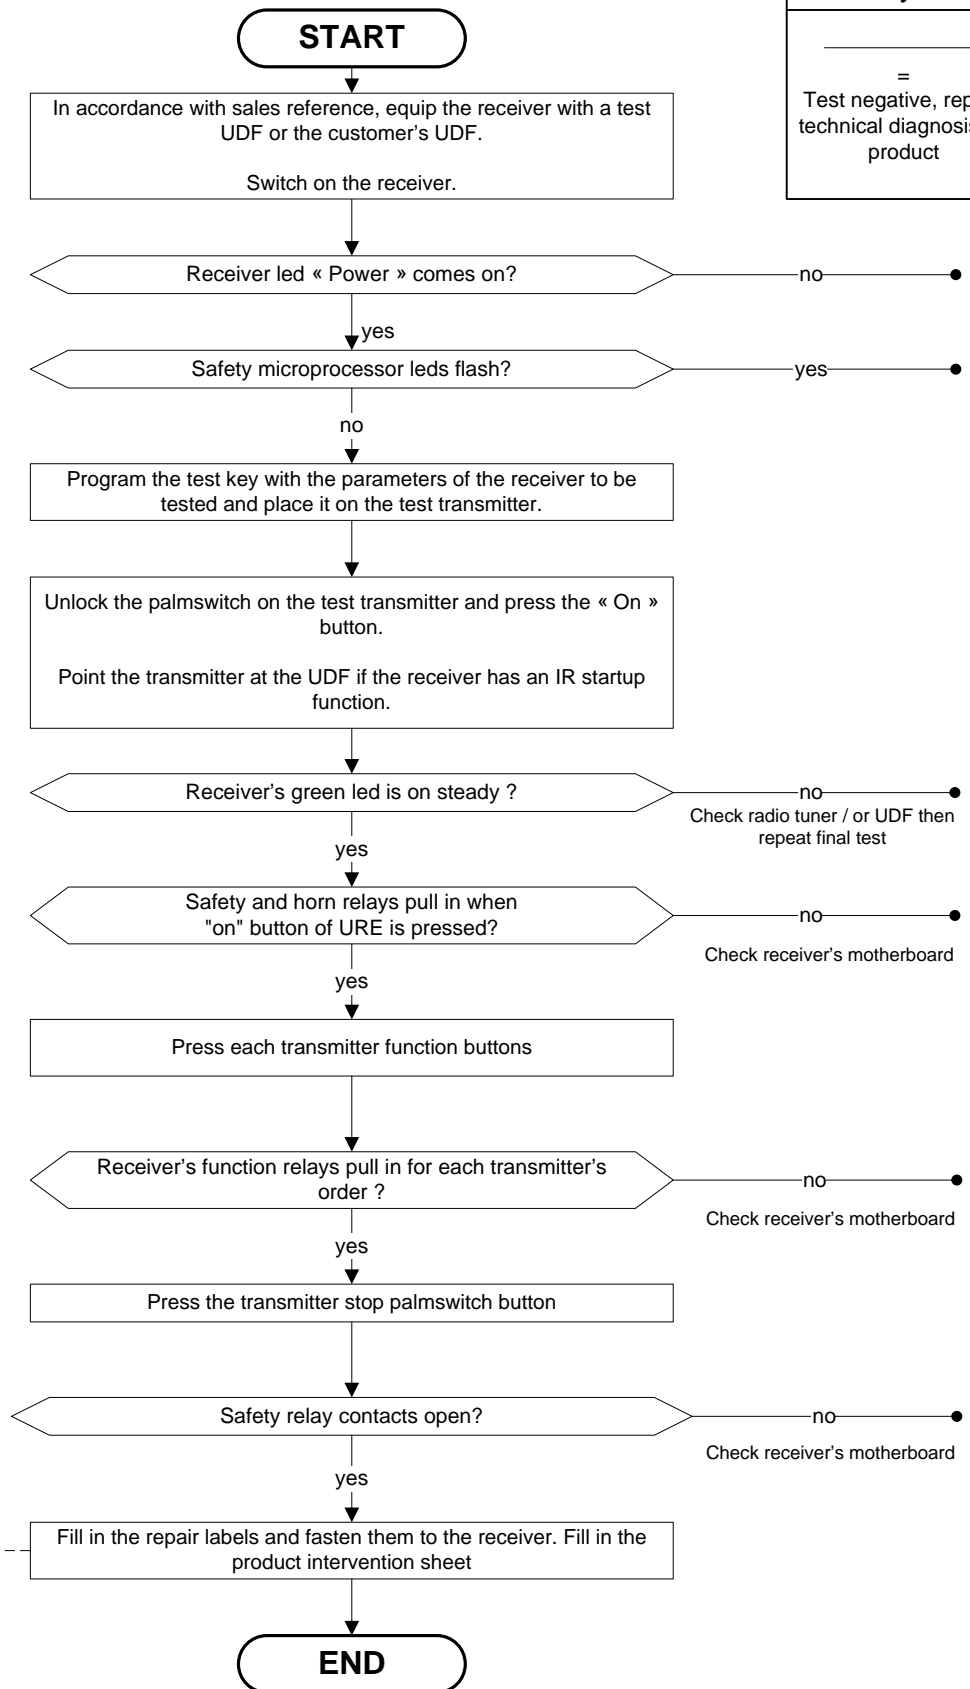 START
=
Test negative, rep
technical diagnosis
product
In accordance with sales reference, equip the receiver with a test
UDF or the customer's UDF.
Switch on the receiver.
Receiver led « Power » comes on?
no
yes
Safety microprocessor leds flash?
yes
no
Program the test key with the parameters of the receiver to be
tested and place it on the test transmitter.
Unlock the palmswitch on the test transmitter and press the « On »
button.
Point the transmitter at the UDF if the receiver has an IR startup
function.
Receiver's green led is on steady ?
no
Check radio tuner / or UDF then
repeat final test
yes
Safety and horn relays pull in when
"on" button of URE is pressed?
no
Check receiver's motherboard
yes
Press each transmitter function buttons
Receiver's function relays pull in for each transmitter's
order ?
no
Check receiver's motherboard
yes
Press the transmitter stop palmswitch button
Safety relay contacts open?
no
Check receiver's motherboard
yes
Fill in the repair labels and fasten them to the receiver. Fill in the
product intervention sheet
END